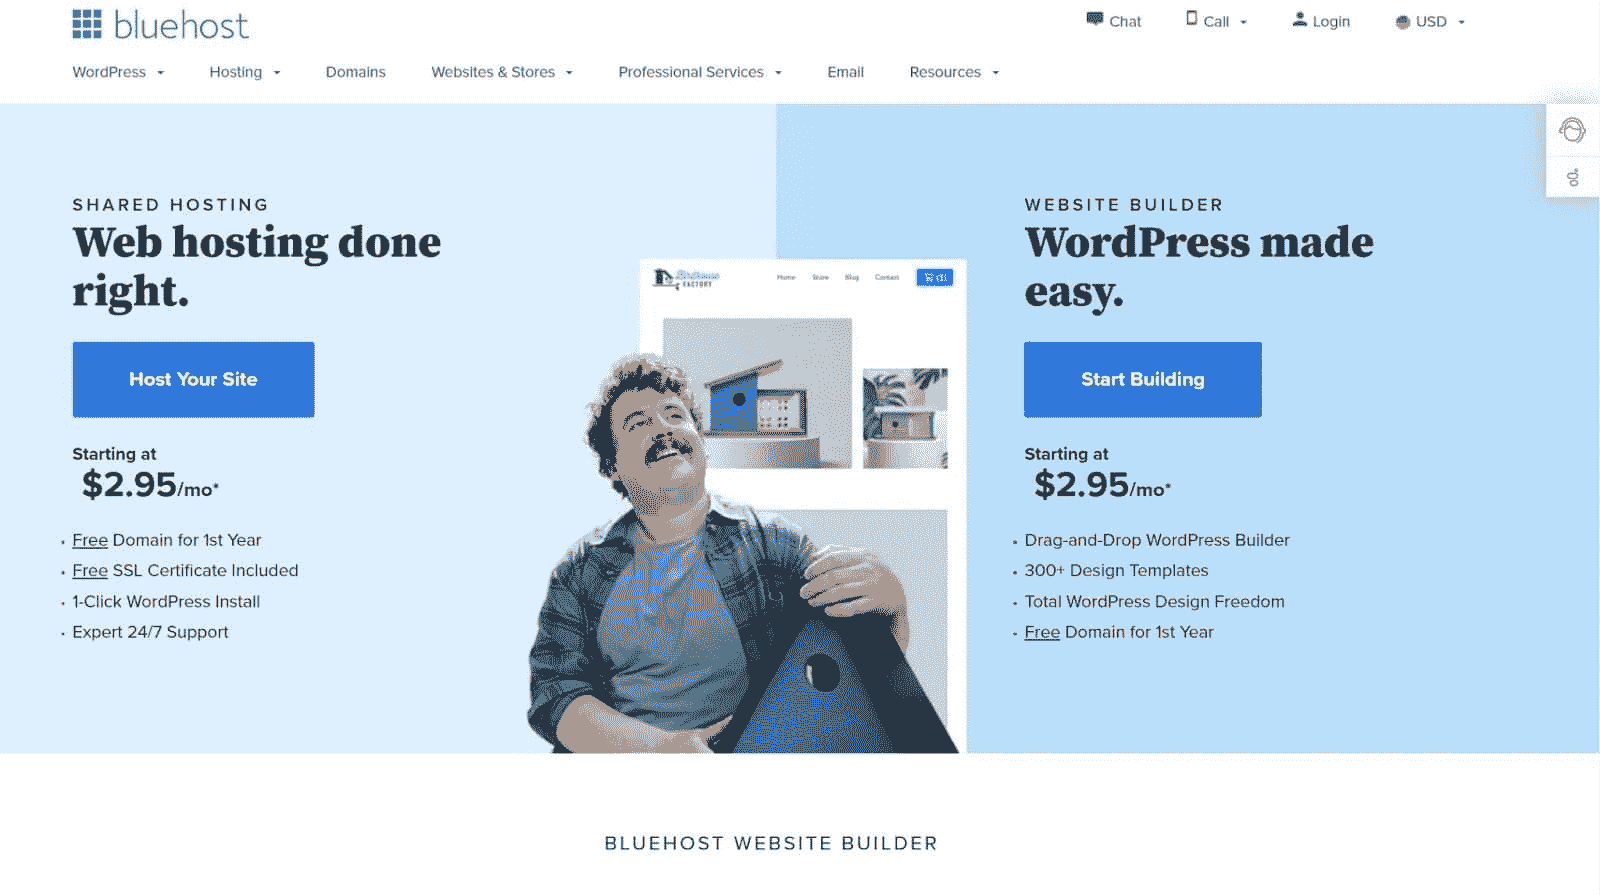 bluehost
Chat
Call
Login
USD
WordPress
Hosting
Domains
Websites & Stores
Professional Services
Email
Resources
SHARED HOSTING
Web hosting done
right.
Host Your Site
Starting at
$2.95/mo*
Free Domain for 1st Year
Free SSL Certificate Included
1-Click WordPress Install
Expert 24/7 Support
FACTORY
Home
Store
Blog
Contact
WEBSITE BUILDER
WordPress made
easy.
Start Building
Starting at
$2.95/mo*
Drag-and-Drop WordPress Builder
300+ Design Templates
Total WordPress Design Freedom
Free Domain for 1st Year
BLUEHOST WEBSITE BUILDER